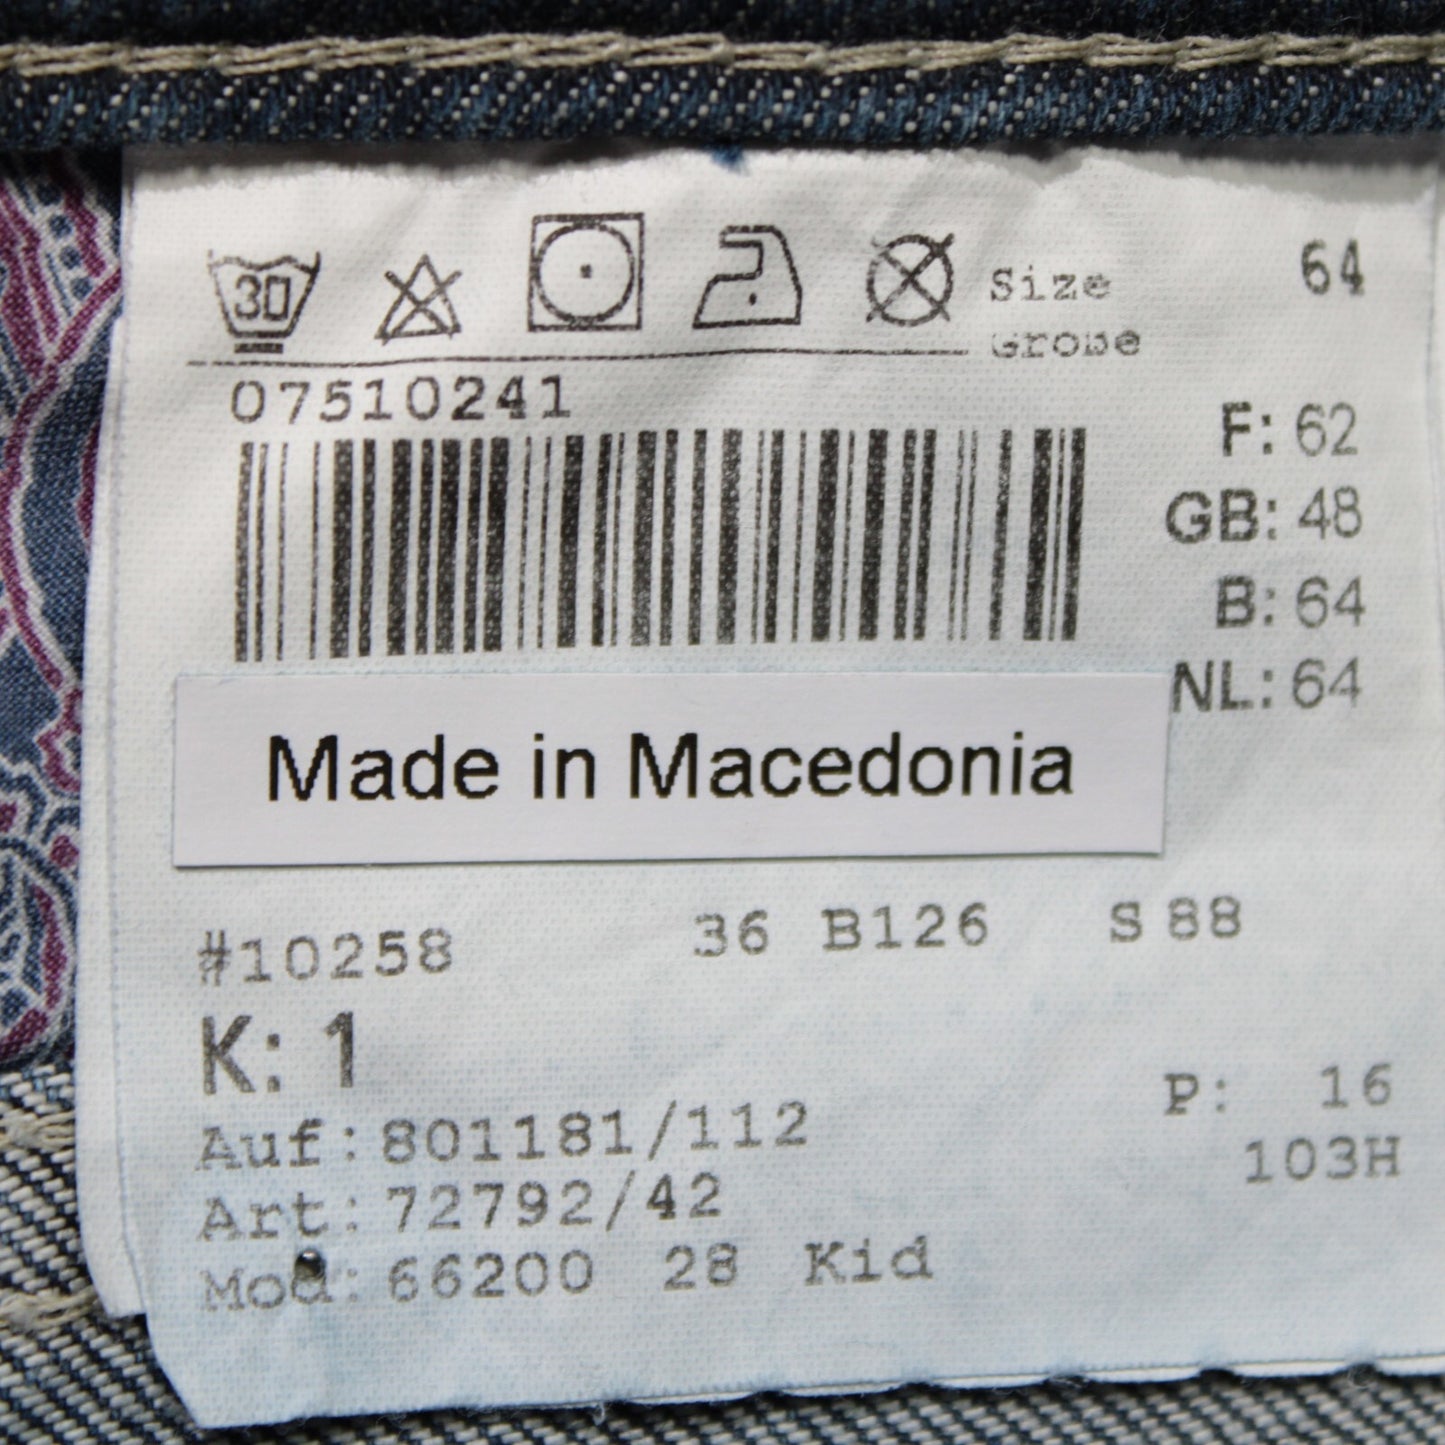 30
Size 64
Grobe
07510241
F: 62
GB: 48
B: 64
NL: 64
Made in Macedonia
#10258 36 B126 S 88
K: 1
P: 16
Auf: 801181/112
103H
Art: 72792/42
Mod: 66200 28 Kid